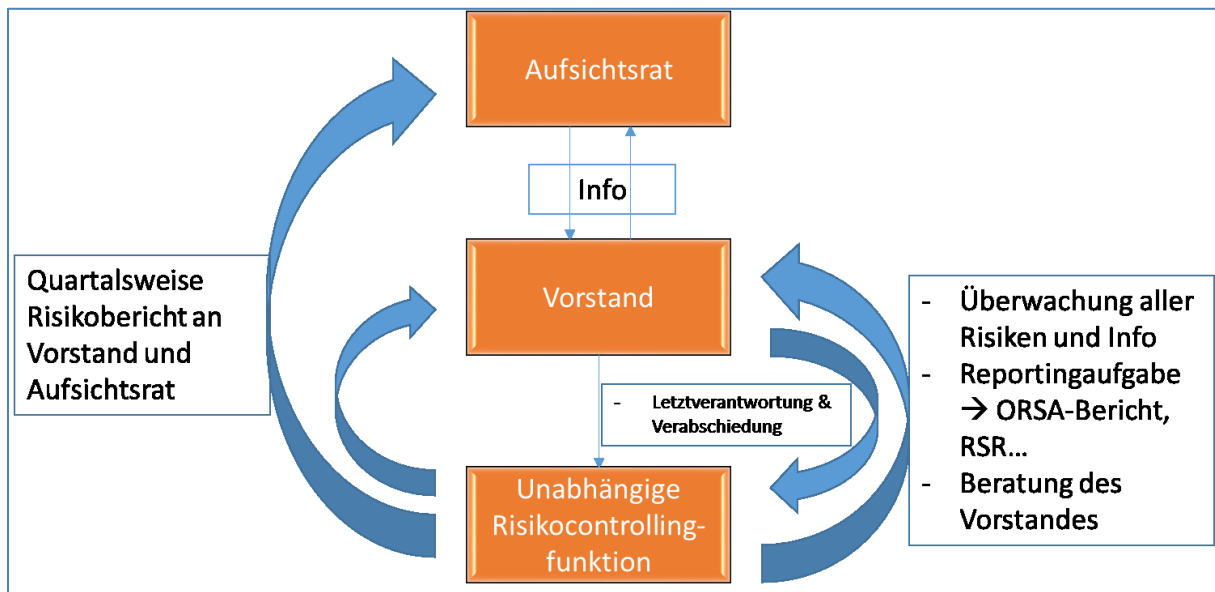 Aufsichtsrat
Info
Quartalsweise
Risikobericht an
Vorstand und
Aufsichtsrat
Vorstand
- Letztverantwortung &
Verabschiedung
- Überwachung aller
Risiken und Info
- Reportingaufgabe
→ ORSA-Bericht,
RSR...
- Beratung des
Vorstandes
Unabhängige
Risikocontrolling-
funktion